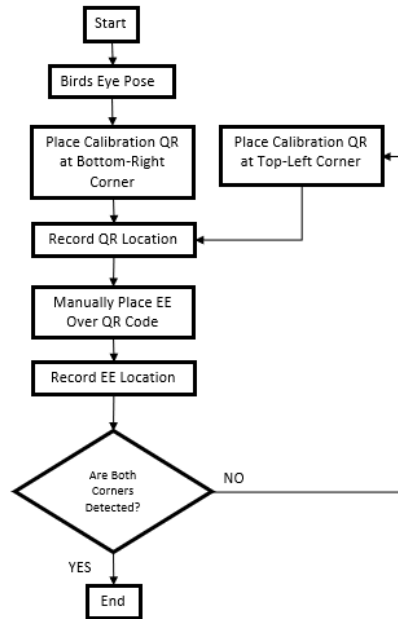 Start
Birds Eye Pose
Place Calibration QR
at Bottom-Right
Corner
Place Calibration QR
at Top-Left Corner
Record QR Location
Manually Place EE
Over QR Code
Record EE Location
Are Both
Corners
Detected?
NO
YES
End